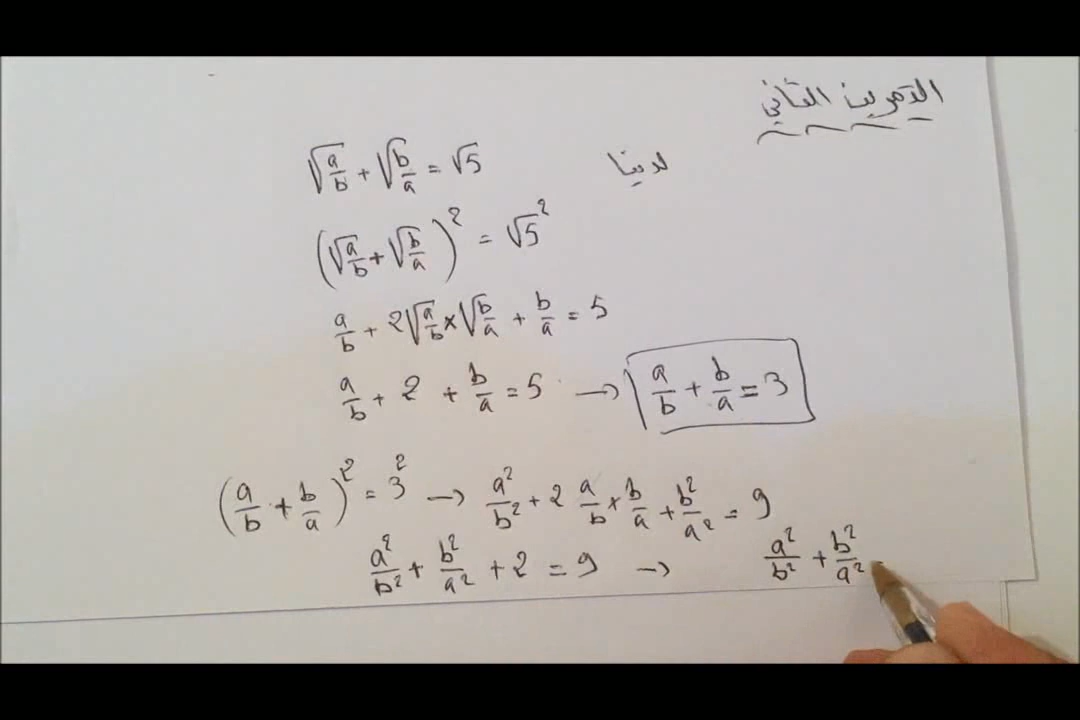 التمرين الثاني
لدينا √(a/b) + √(b/a) = √5
(√(a/b) + √(b/a))² = √5²
a/b + 2√(a/b) × √(b/a) + b/a = 5
a/b + 2 + b/a = 5 → a/b + b/a = 3
(a/b + b/a)² = 3² → a²/b² + 2 a/b × b/a + b²/a² = 9
a²/b² + b²/a² + 2 = 9 → a²/b² + b²/a²